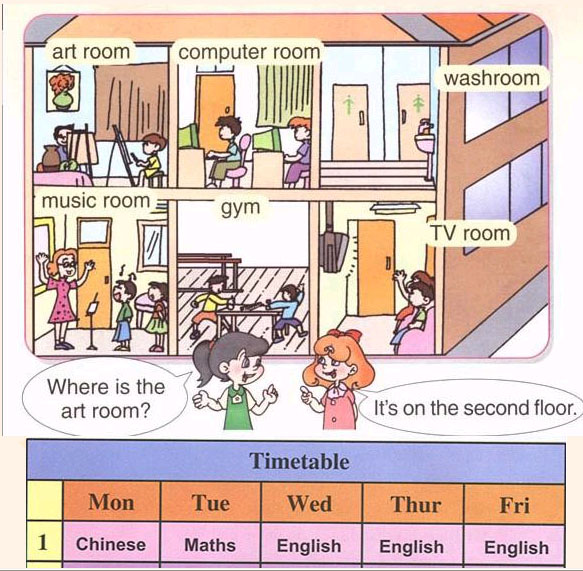 art room
computer room
washroom
music room
gym
TV room
Where is the
art room?
It's on the second floor.
Timetable
Mon Tue Wed Thur Fri
1 Chinese Maths English English English